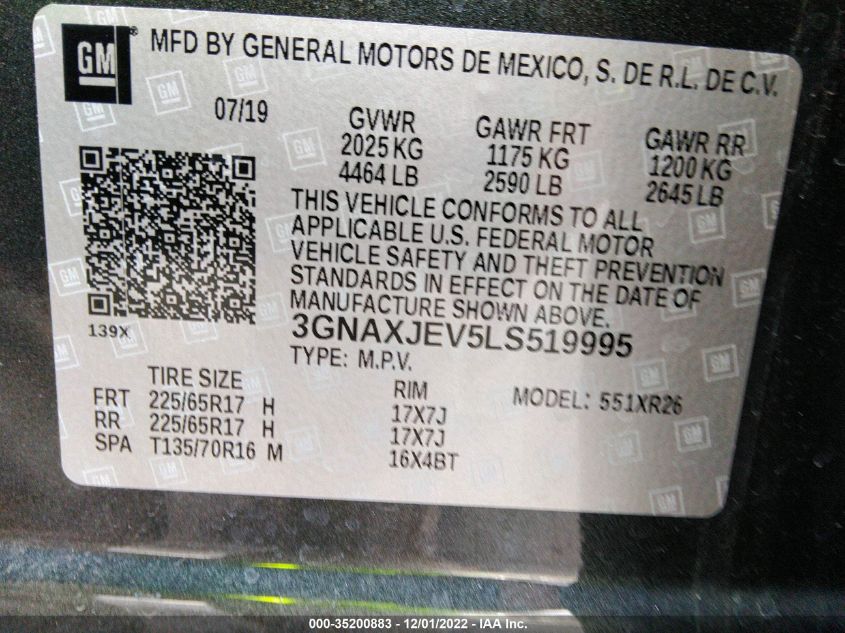 GM ® MFD BY GENERAL MOTORS DE MEXICO, S. DE R.L. DE C.V.
07/19 GVWR GAWR FRT GAWR RR
2025 KG 1175 KG 1200 KG
4464 LB 2590 LB 2645 LB
THIS VEHICLE CONFORMS TO ALL
APPLICABLE U.S. FEDERAL MOTOR
VEHICLE SAFETY AND THEFT PREVENTION
STANDARDS IN EFFECT ON THE DATE OF
MANUFACTURE SHOWN ABOVE.
139X 3GNAXJEV5LS519995
TYPE: M.P.V.
TIRE SIZE RIM MODEL: 551XR26
FRT 225/65R17 H 17X7J
RR 225/65R17 H 17X7J
SPA T135/70R16 M 16X4BT
000-35200883 - 12/01/2022 - IAA Inc.